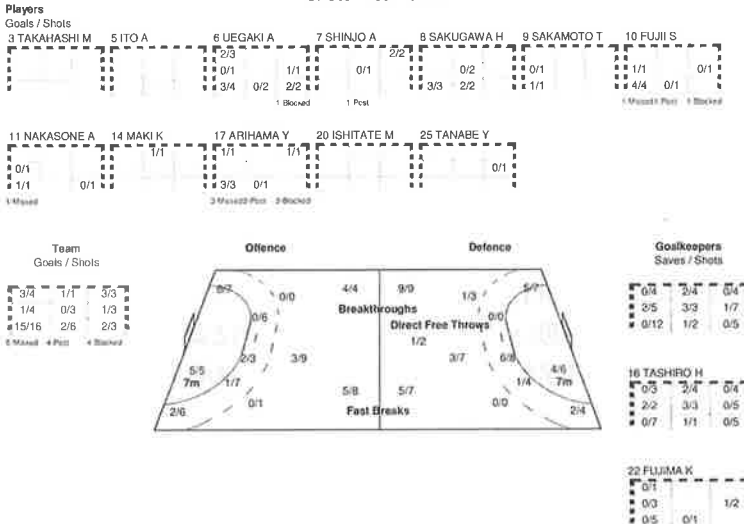 Players
Goals / Shots
3 TAKAHASHI M 5 ITO A 6 UEGAKI A 7 SHINJO A 8 SAKUGAWA H 9 SAKAMOTO T 10 FUJII S
2/3 2/2
0/1 1/1 0/1 0/2 0/1 1/1 0/1
3/4 0/2 2/2 3/3 2/2 1/1 4/4 0/1
1 Blocked 1 Post 1 Missed 1 Post 1 Blocked
11 NAKASONE A 14 MAKI K 17 ARIHAMA Y 20 ISHITATE M 25 TANABE Y
1/1 1/1 1/1
0/1 0/1
1/1 0/1 3/3 0/1
1 Missed 3 Missed 2 Post 3 Blocked
Team
Goals / Shots
3/4 1/1 3/3
1/4 0/3 1/3
15/16 2/6 2/3
6 Missed 4 Post 4 Blocked
Offence Defence
6/7 0/0 4/4 9/9 1/3 5/7
Breakthroughs
0/6 0/0
Direct Free Throws
1/2
2/3 3/9 3/7 6/8
5/5 4/6
7m 1/7 1/4 7m
5/8 5/7
0/1 0/0
2/6 Fast Breaks 2/4
Goalkeepers
Saves / Shots
0/4 2/4 0/4
2/5 3/3 1/7
0/12 1/2 0/5
16 TASHIRO H
0/3 2/4 0/4
2/2 3/3 0/5
0/7 1/1 0/5
22 FUJIMA K
0/1
0/3 1/2
0/5 0/1